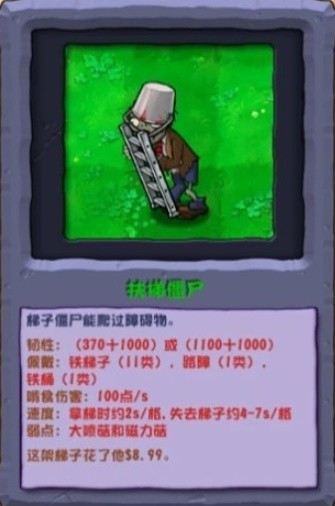 扶梯僵尸
梯子僵尸能爬过障碍物。
韧性：（370+1000）或（1100+1000）
佩戴：铁梯子（II类），路障（I类），
铁桶（I类）
啃食伤害：100点/s
速度：拿梯时约2s/格,失去梯子约4-7s/格
弱点：大喷菇和磁力菇
这架梯子花了他$8.99。